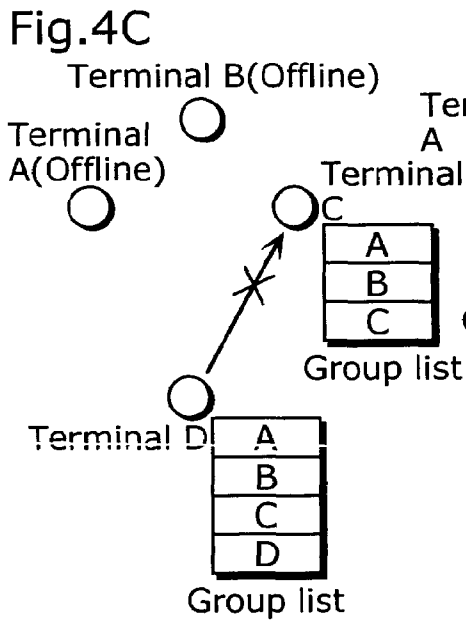 Fig.4C
Terminal B(Offline)
Terminal
A(Offline)
A
Terminal
C
A
B
C
Group list
Terminal D
A
B
C
D
Group list